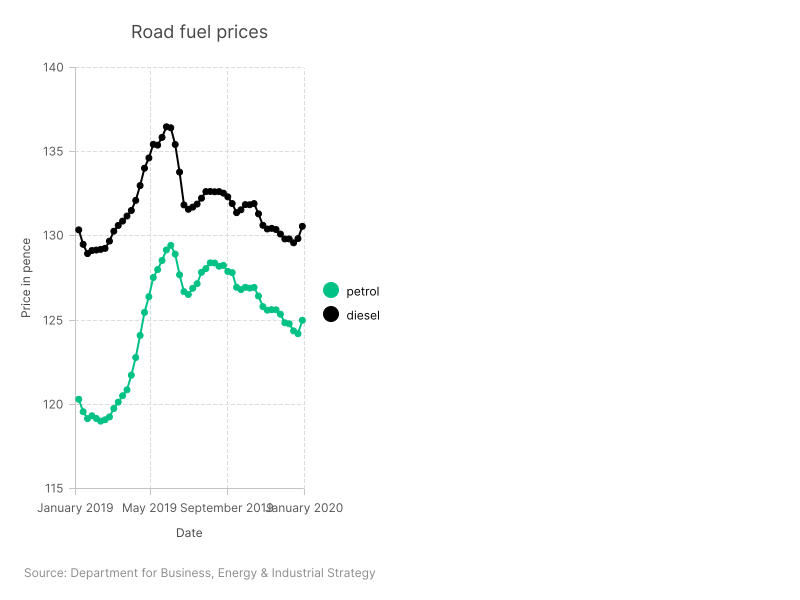 Road fuel prices
140
135
130
125
120
115
Price in pence
petrol
diesel
January 2019 May 2019 September 2019 January 2020
Date
Source: Department for Business, Energy & Industrial Strategy